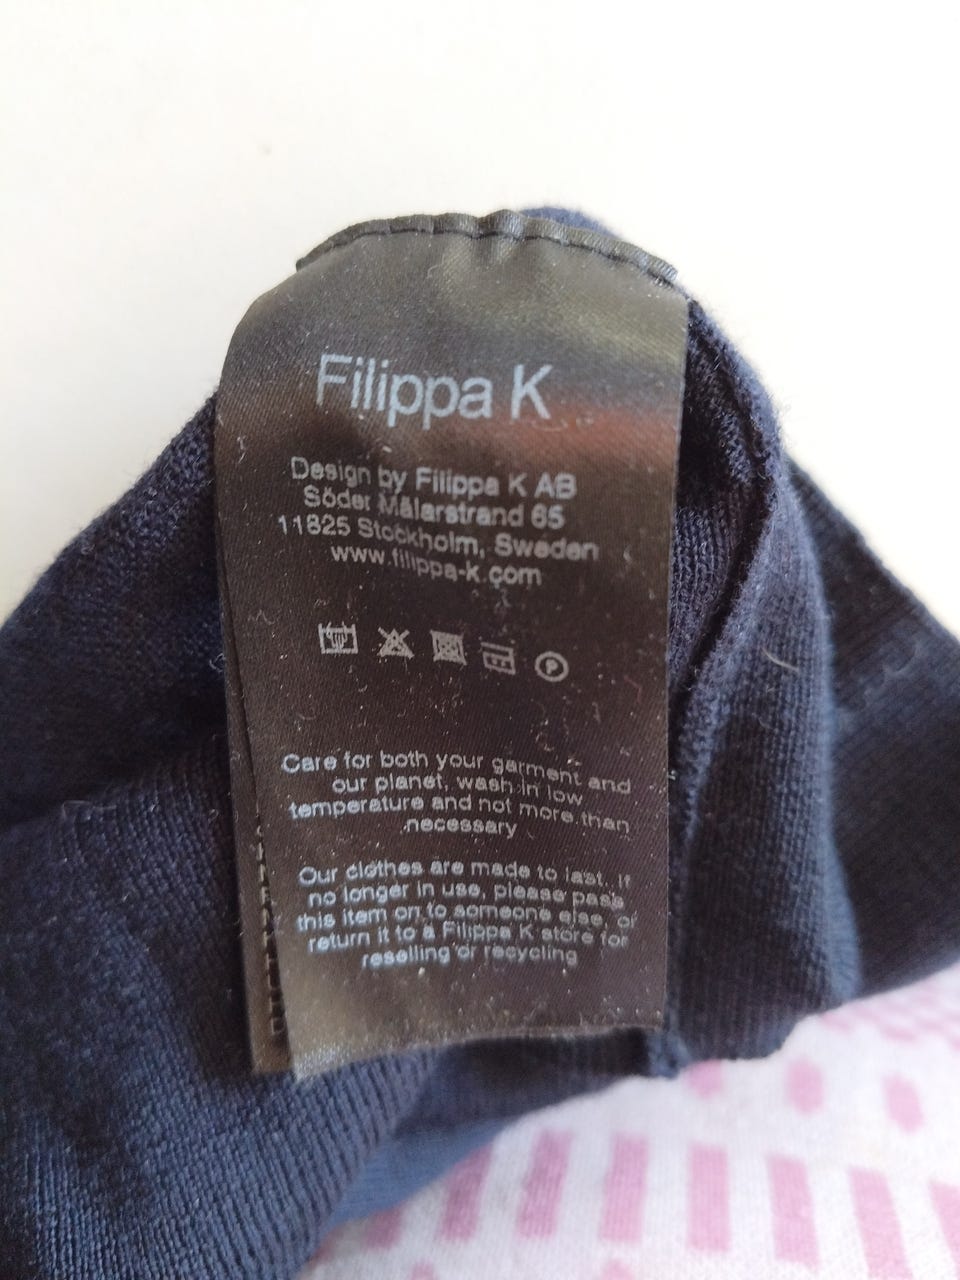 Filippa K
Design by Filippa K AB
Söder Mälarstrand 65
11825 Stockholm, Sweden
www.filippa-k.com
P
Care for both your garment and
our planet, wash in low
temperature and not more than
necessary
Our clothes are made to last. If
no longer in use, please pass
this item on to someone else, or
return it to a Filippa K store for
reselling or recycling